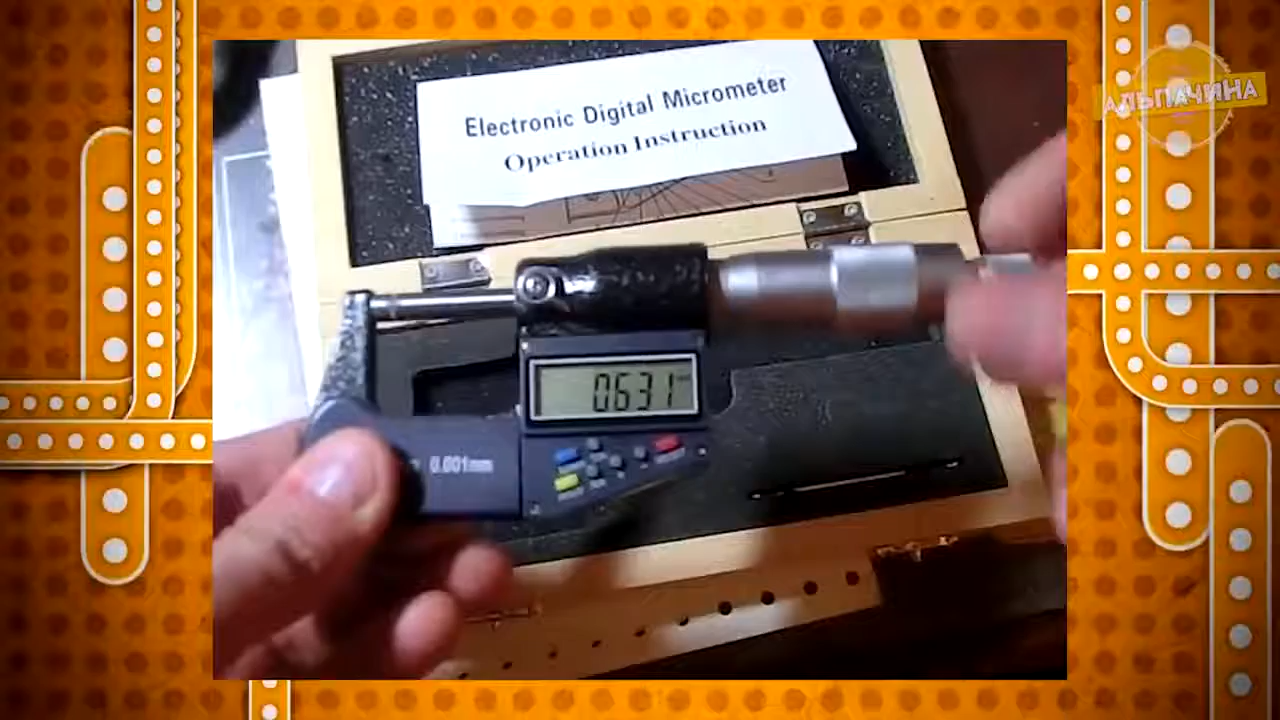 АЛЬПАЧИНА
Electronic Digital Micrometer
Operation Instruction
0.631
0.001mm